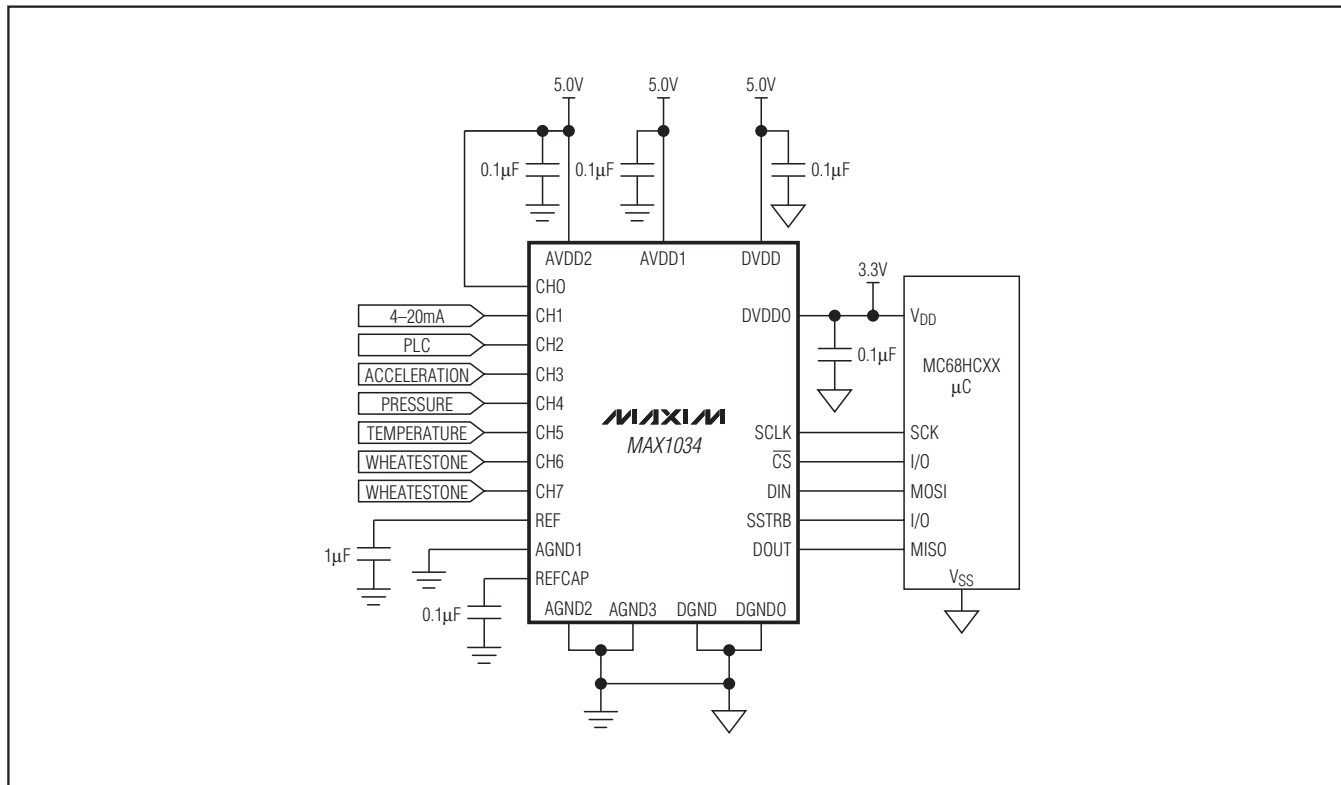 5.0V
5.0V
5.0V
0.1µF
0.1µF
0.1µF
AVDD2
AVDD1
DVDD
CH0
4–20mA
CH1
PLC
CH2
ACCELERATION
CH3
PRESSURE
CH4
TEMPERATURE
CH5
WHEATESTONE
CH6
WHEATESTONE
CH7
REF
1µF
AGND1
REFCAP
0.1µF
AGND2
AGND3
DGND
DGNDO
MAXIM
MAX1034
DVDDO
3.3V
0.1µF
SCLK
CS
DIN
SSTRB
DOUT
VDD
MC68HCXX
µC
SCK
I/O
MOSI
I/O
MISO
VSS